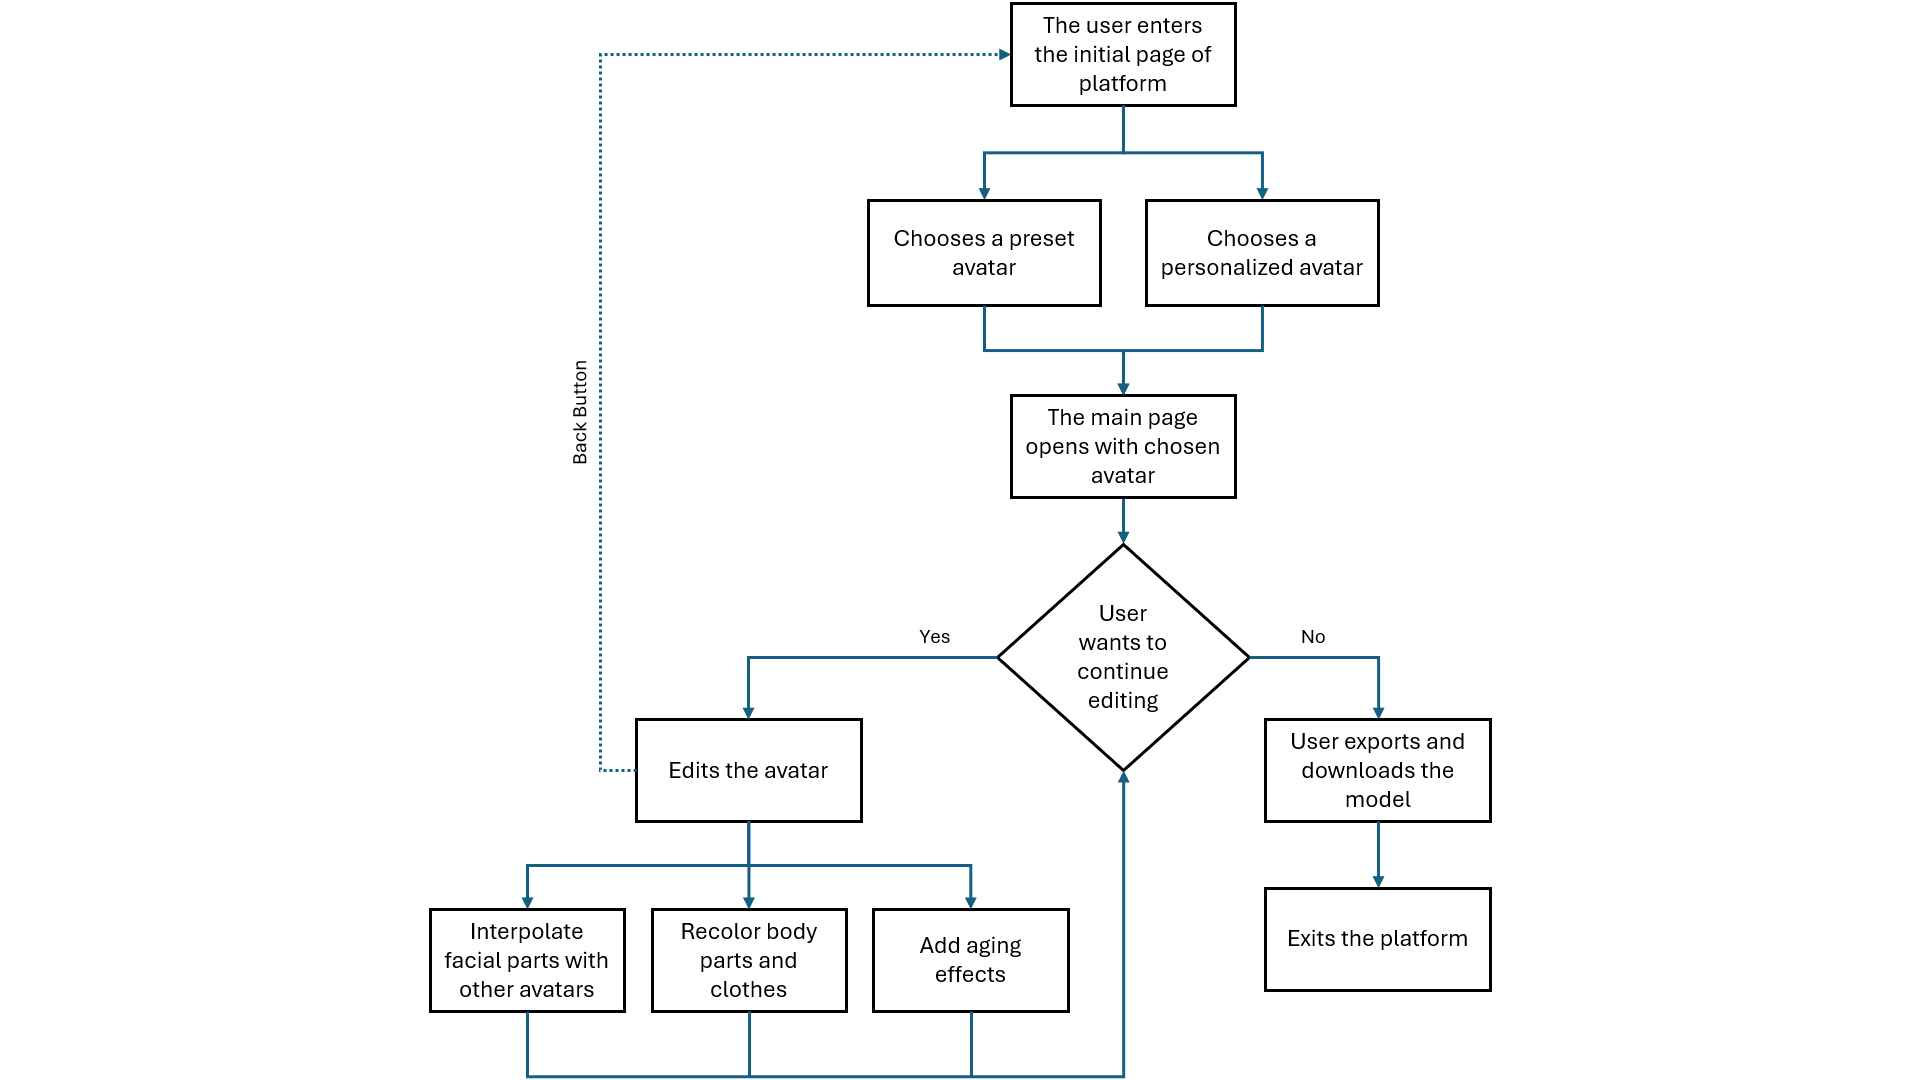 The user enters
the initial page of
platform
Chooses a preset
avatar
Chooses a
personalized avatar
Back Button
The main page
opens with chosen
avatar
User
wants to
continue
editing
Yes
No
Edits the avatar
User exports and
downloads the
model
Interpolate
facial parts with
other avatars
Recolor body
parts and
clothes
Add aging
effects
Exits the platform